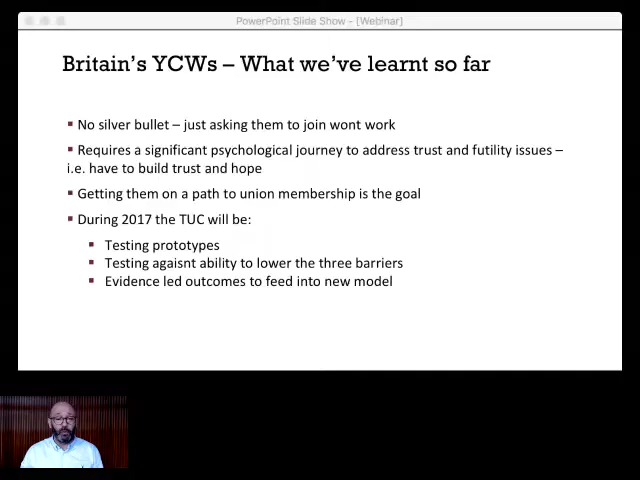 PowerPoint Slide Show - [Webinar]
Britain's YCWs – What we've learnt so far
▪ No silver bullet – just asking them to join wont work
▪ Requires a significant psychological journey to address trust and futility issues –
i.e. have to build trust and hope
▪ Getting them on a path to union membership is the goal
▪ During 2017 the TUC will be:
▪ Testing prototypes
▪ Testing agaisnt ability to lower the three barriers
▪ Evidence led outcomes to feed into new model